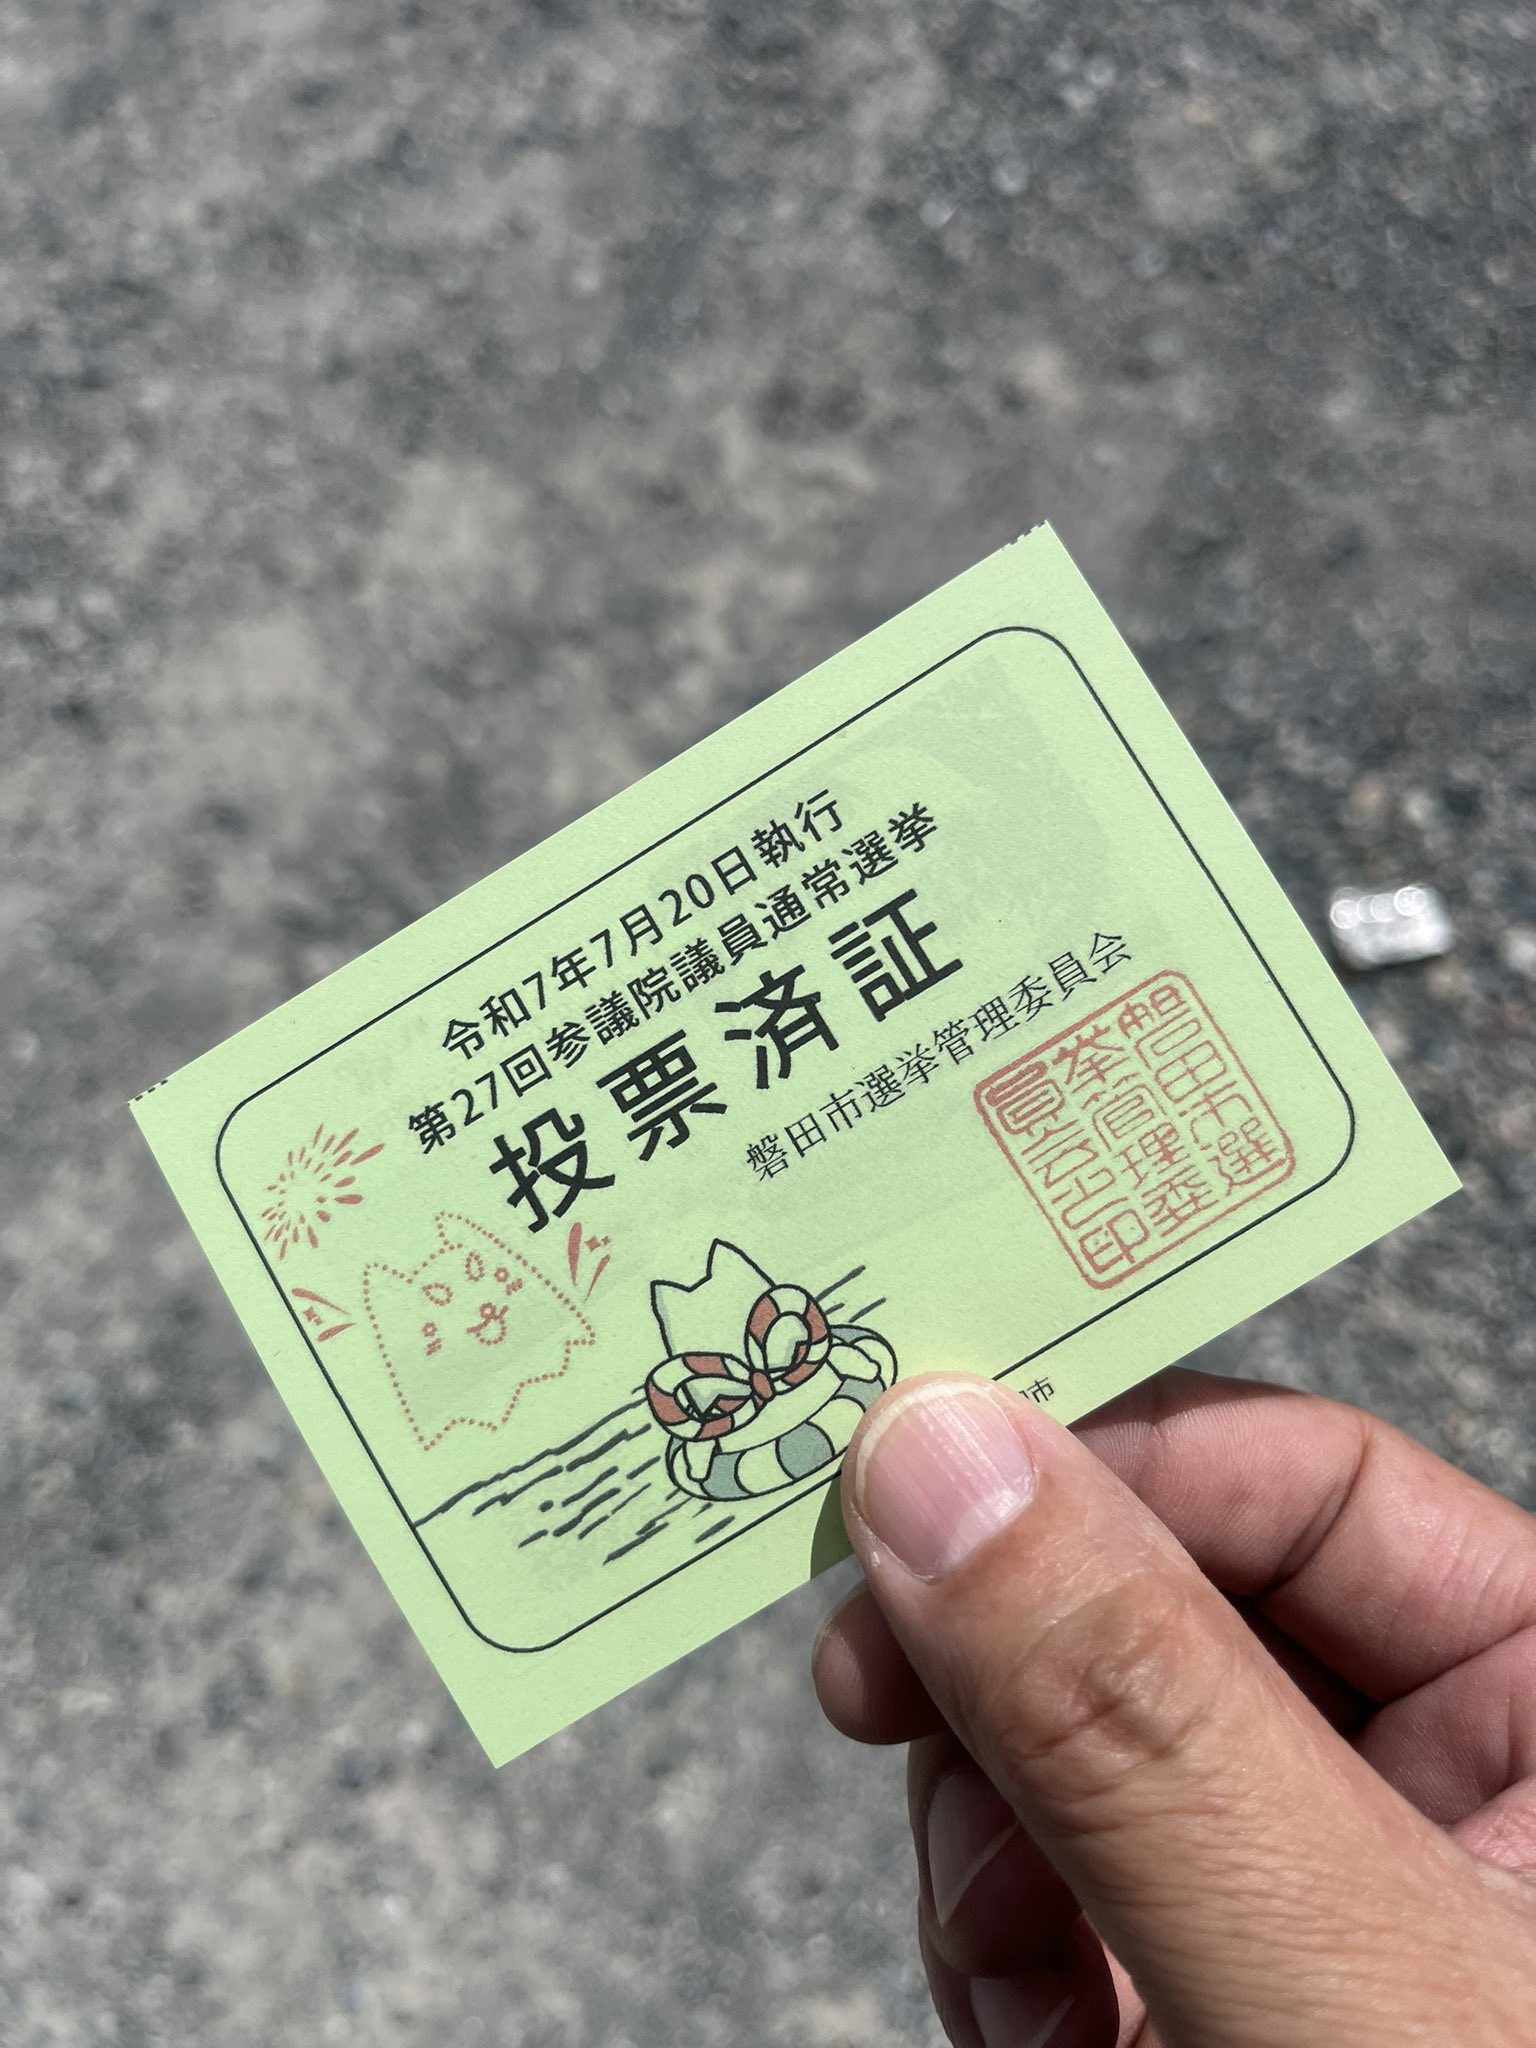 令和7年7月20日執行
第27回参議院議員通常選挙
投票済証
磐田市選挙管理委員会
磐田市選
挙管理委
員会之印
市